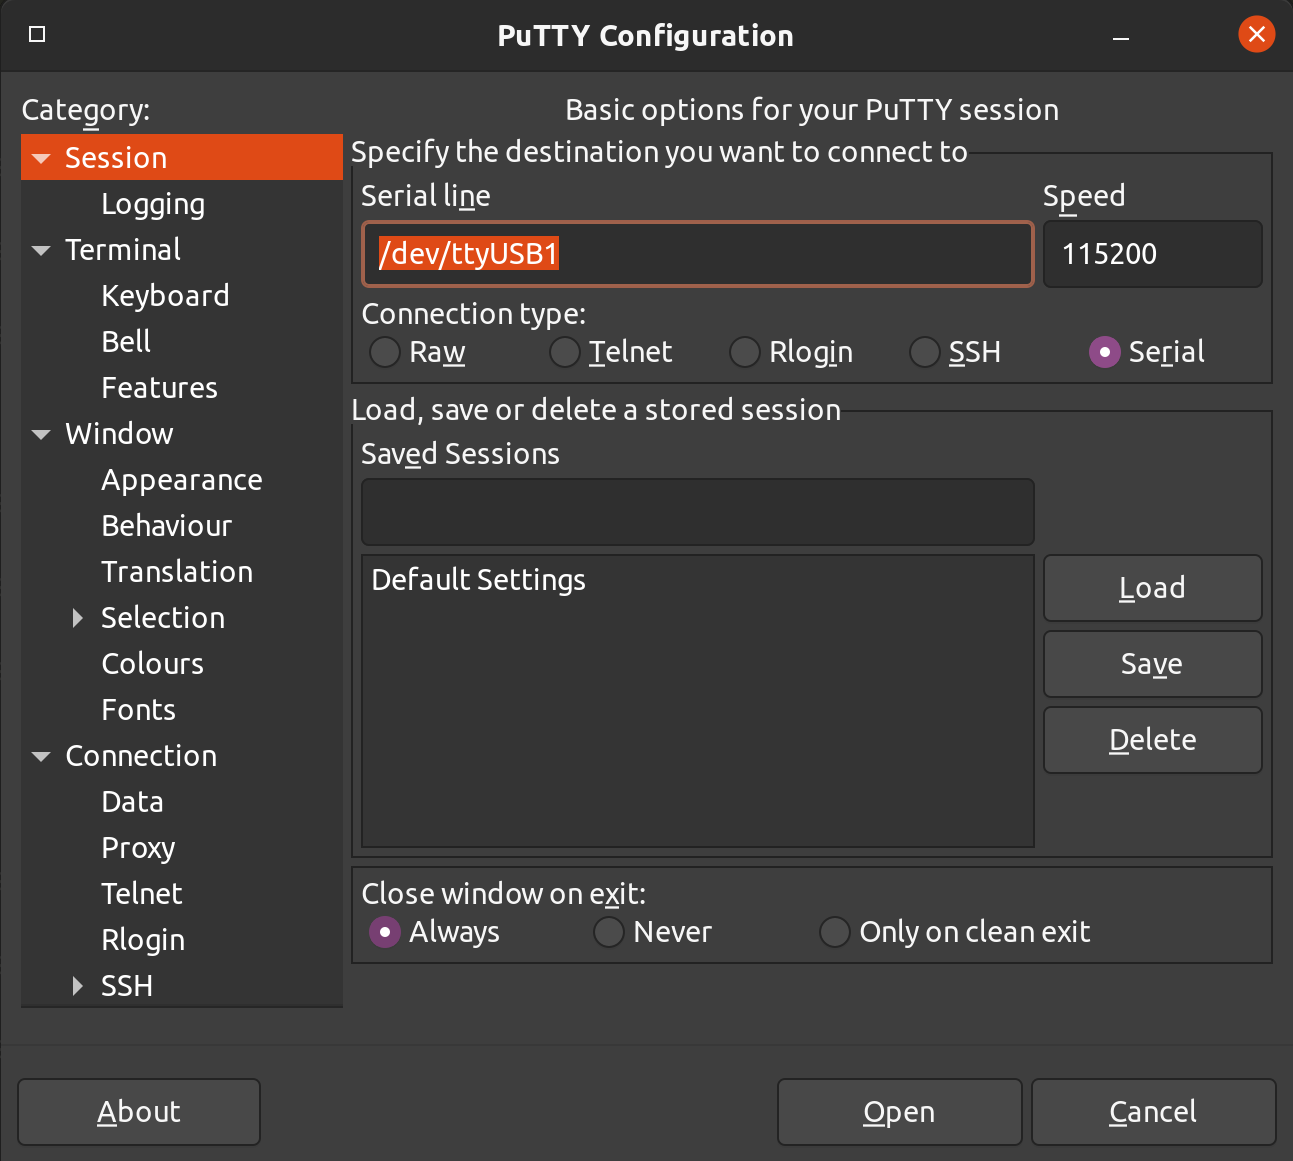 PuTTY Configuration
Category:
Session
Logging
Terminal
Keyboard
Bell
Features
Window
Appearance
Behaviour
Translation
Selection
Colours
Fonts
Connection
Data
Proxy
Telnet
Rlogin
SSH
Basic options for your PuTTY session
Specify the destination you want to connect to
Serial line Speed
/dev/ttyUSB1 115200
Connection type:
Raw Telnet Rlogin SSH Serial
Load, save or delete a stored session
Saved Sessions
Default Settings
Load
Save
Delete
Close window on exit:
Always Never Only on clean exit
About Open Cancel